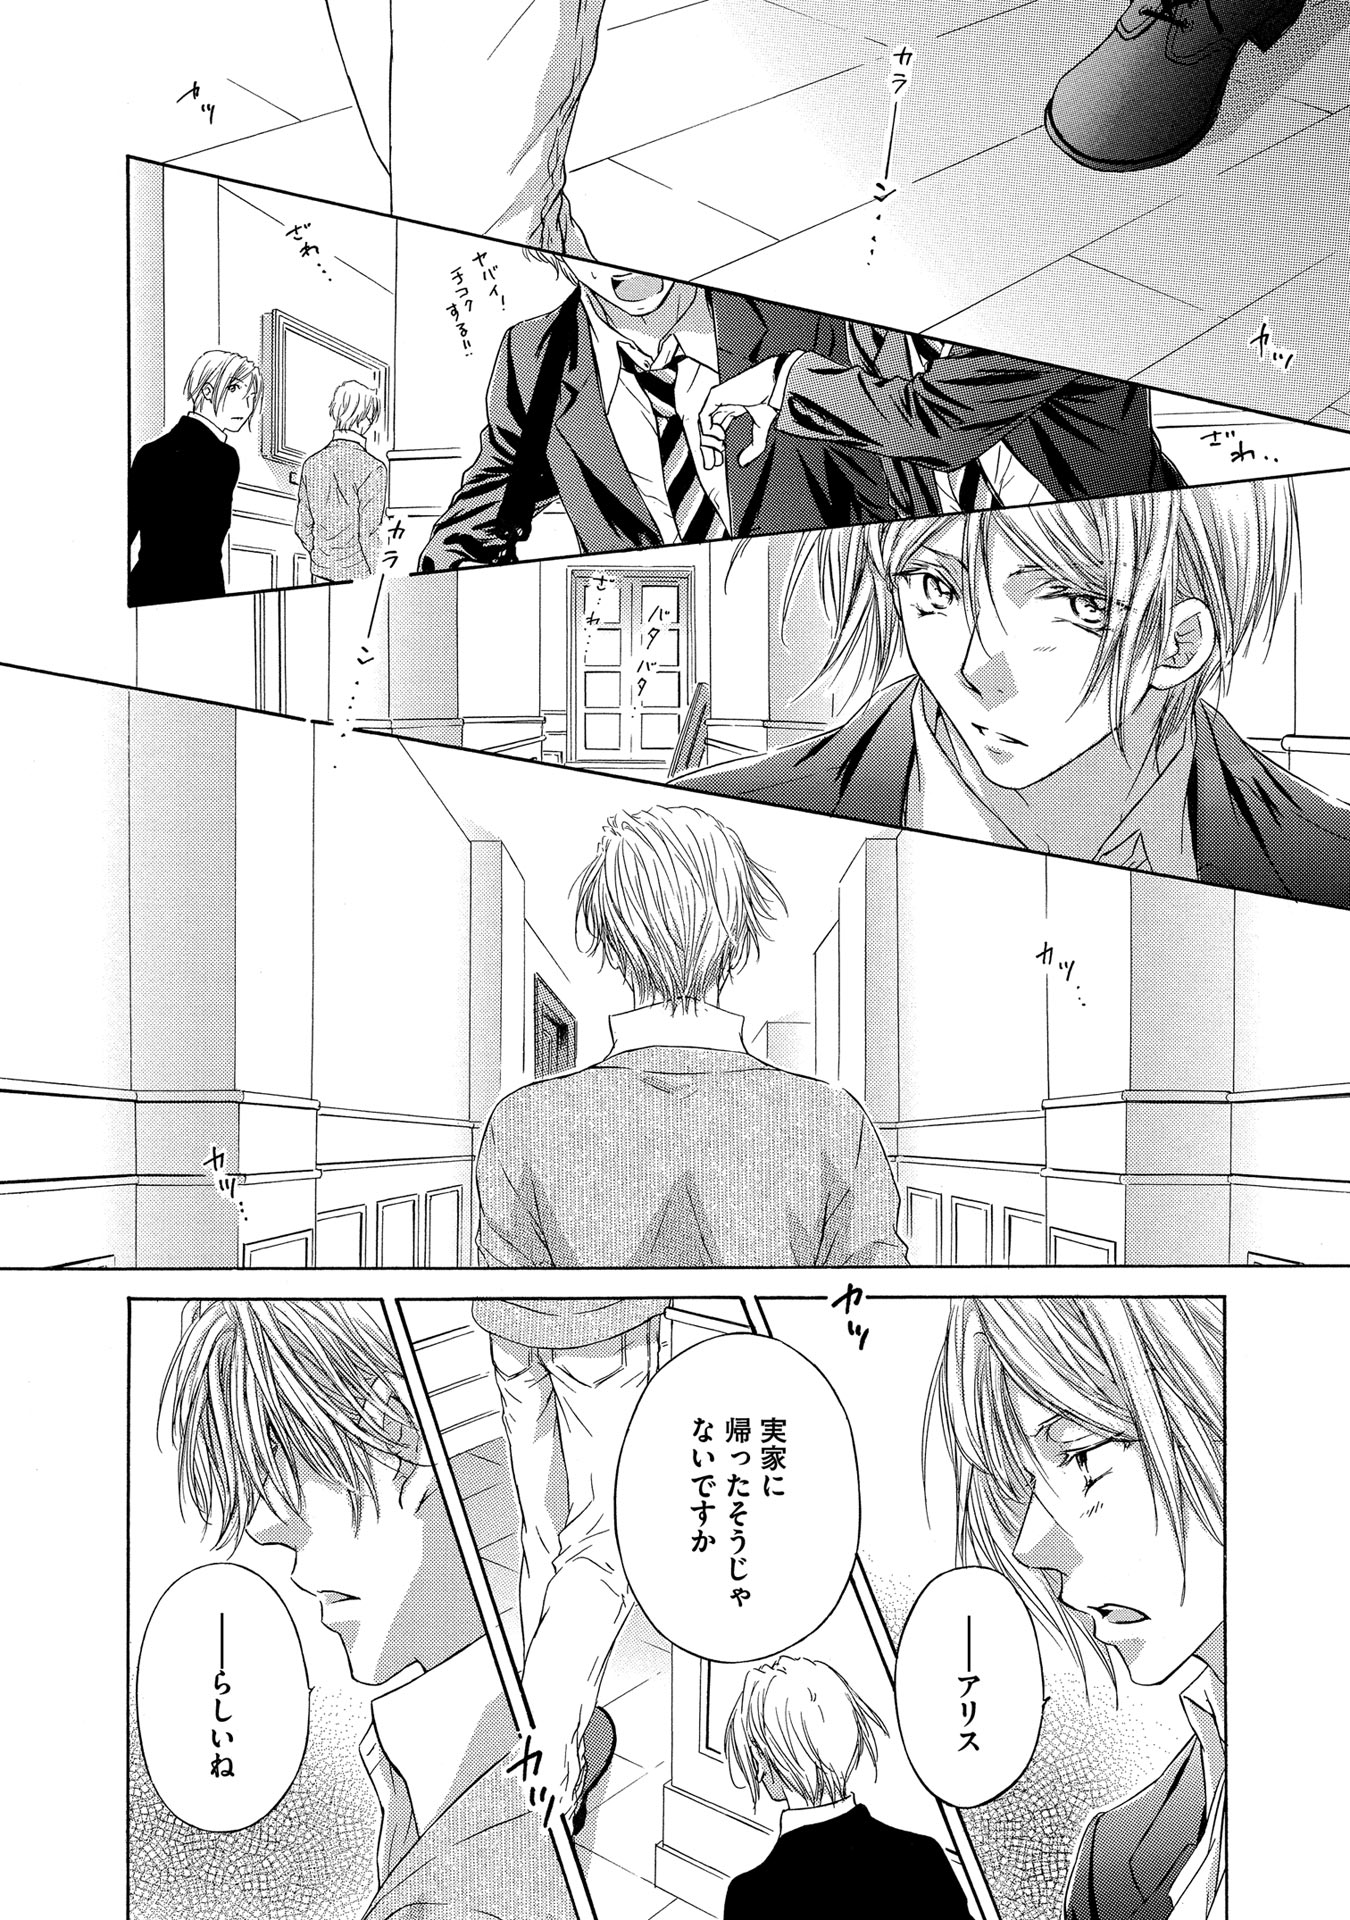 カラーン…
カッ
カッ
ヤバイ!
チコク
する!!
ざわ…
ざわ…
カラーン……
ざ…わ…
バタ
バタ
カッ…
カッ…
カッ
―アリス
実家に
帰ったそうじゃ
ないですか
カッ
―らしいね